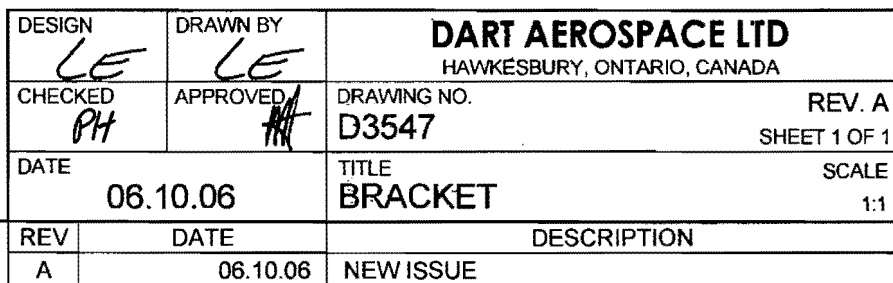 DESIGN
LE
DRAWN BY
LE
DART AEROSPACE LTD
HAWKESBURY, ONTARIO, CANADA
CHECKED
PH
APPROVED
DRAWING NO.
D3547
REV. A
SHEET 1 OF 1
DATE
06.10.06
TITLE
BRACKET
SCALE
1:1
REV DATE DESCRIPTION
A 06.10.06 NEW ISSUE